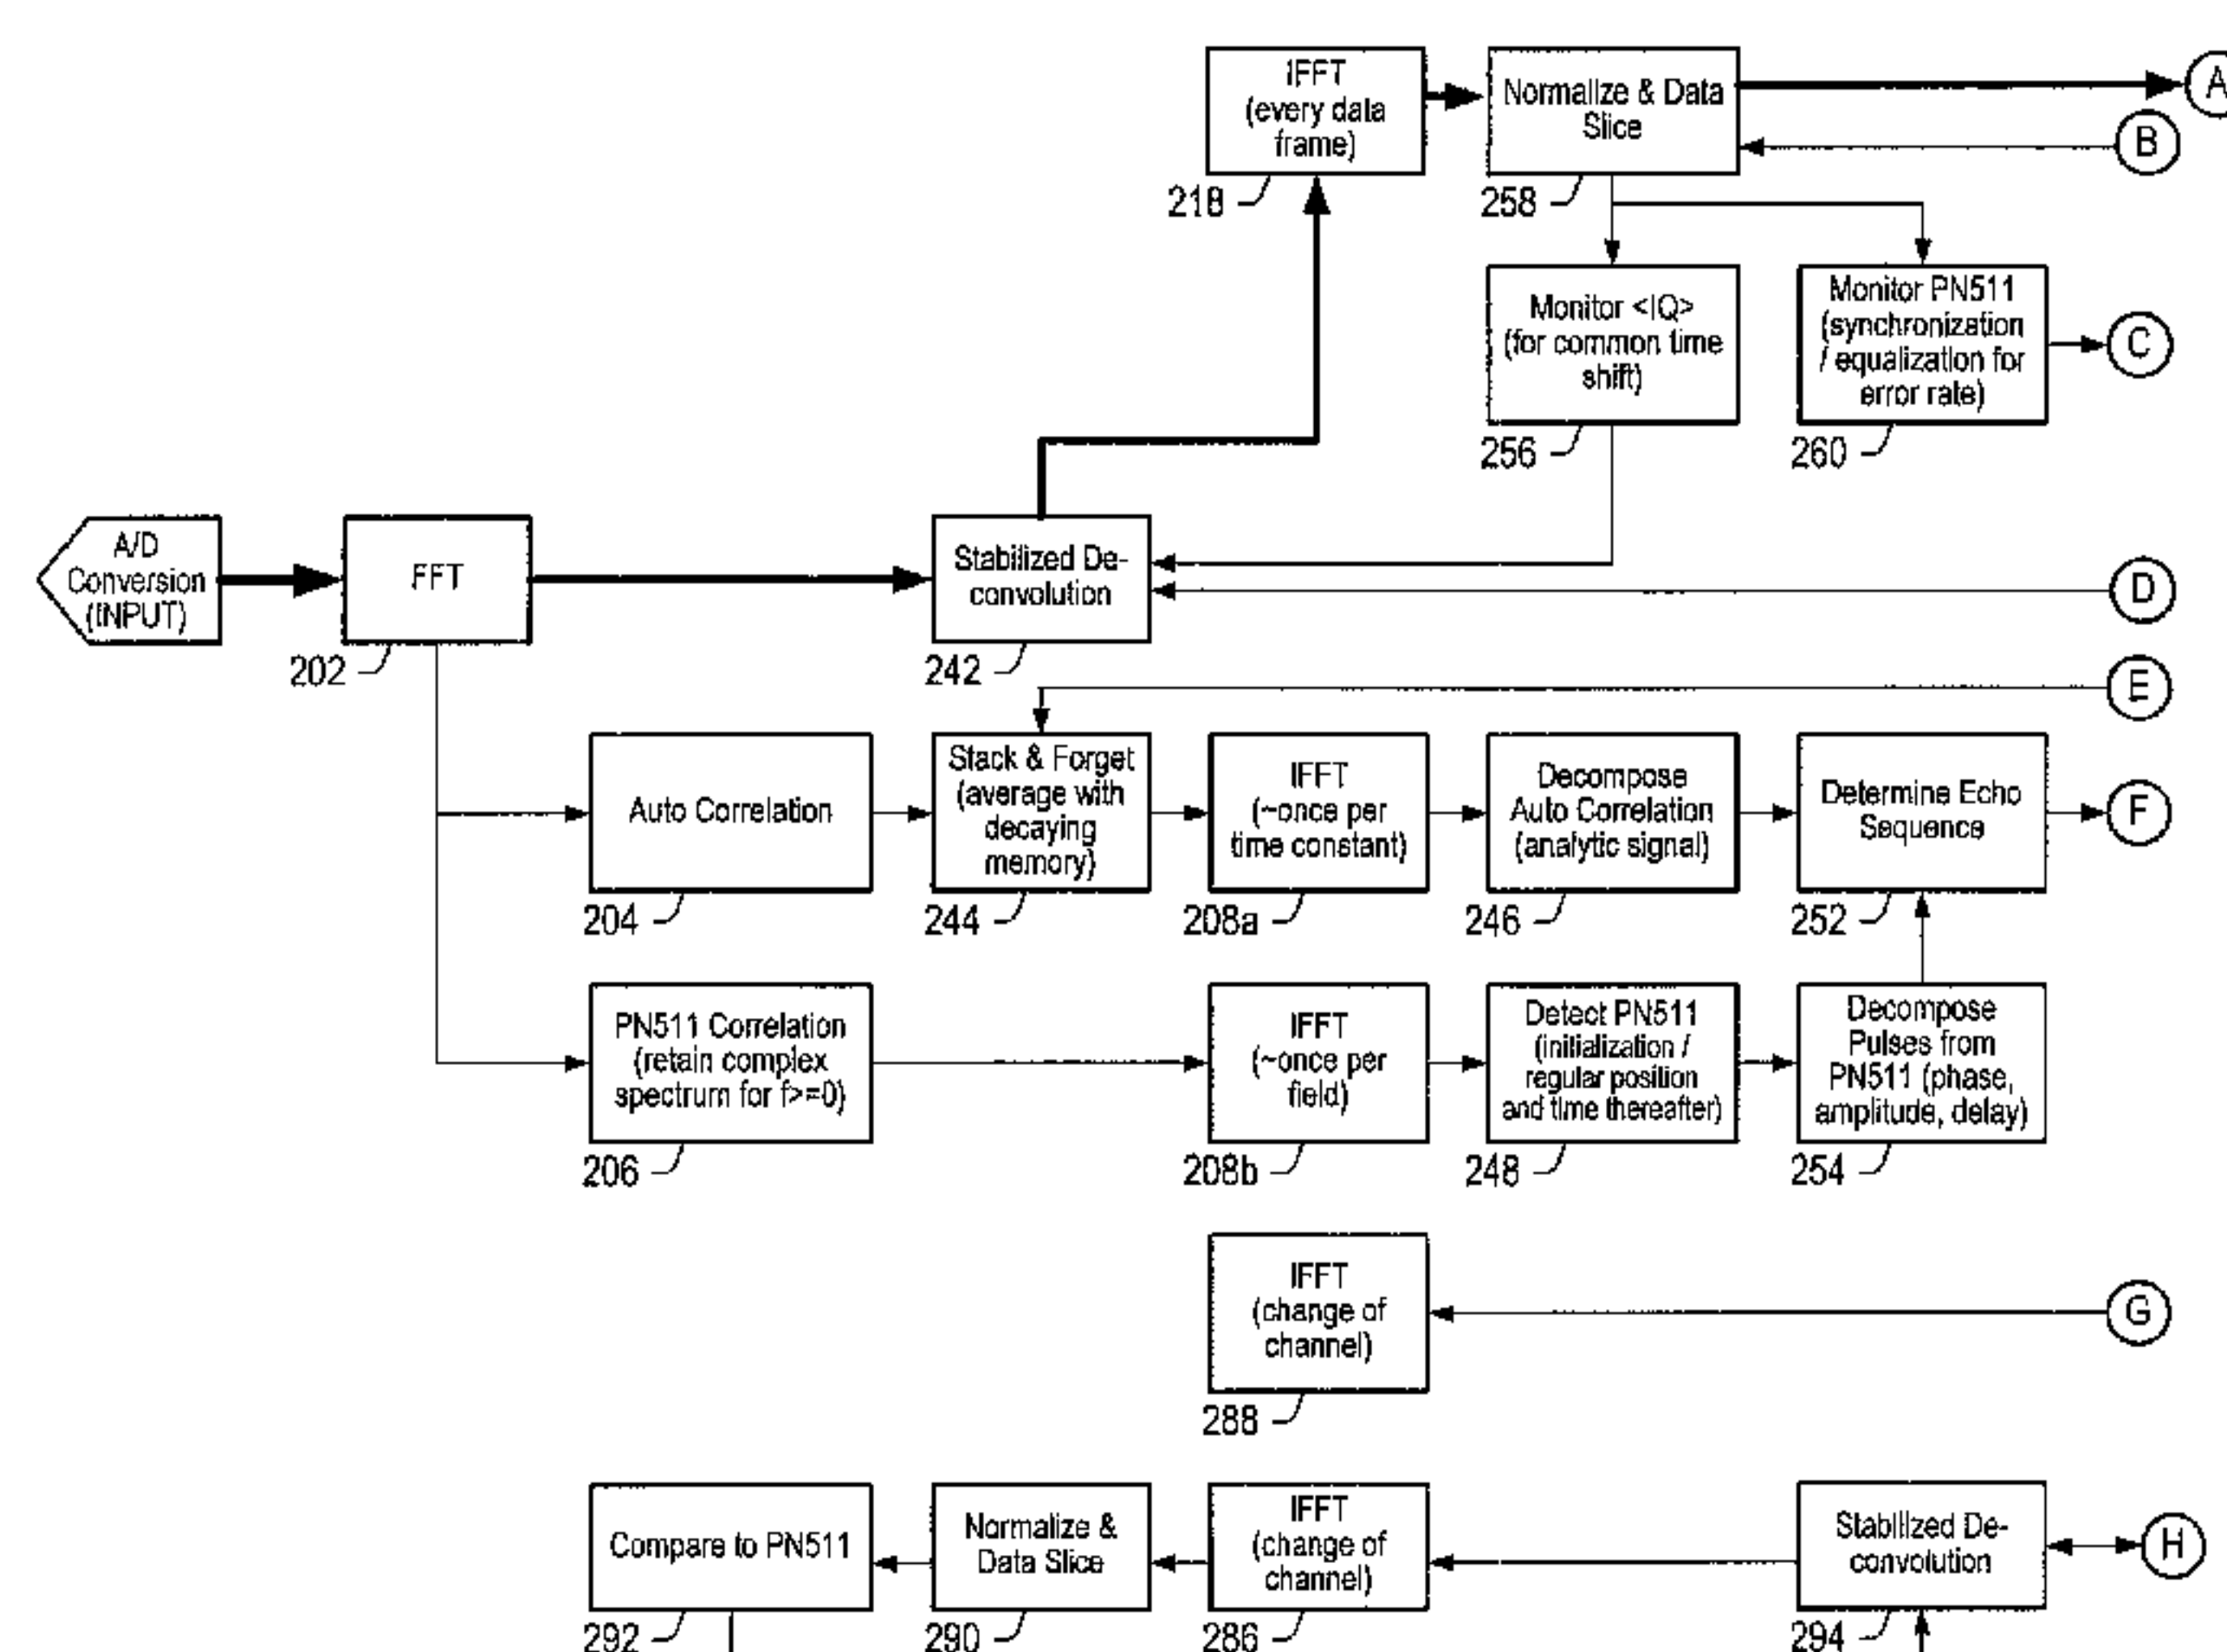 IFFT
(every data
frame)
218
Normalize & Data
Slice
258
A
B
Monitor <IQ>
(for common time
shift)
256
Monitor PN511
(synchronization
/ equalization for
error rate)
260
C
A/D
Conversion
(INPUT)
FFT
202
Stabilized De-
convolution
242
D
E
Auto Correlation
204
Stack & Forget
(average with
decaying
memory)
244
IFFT
(~once per
time constant)
208a
Decompose
Auto Correlation
(analytic signal)
246
Determine Echo
Sequence
252
F
PN511 Correlation
(retain complex
spectrum for f>=0)
206
IFFT
(~once per
field)
208b
Detect PN511
(initialization /
regular position
and time thereafter)
248
Decompose
Pulses from
PN511 (phase,
amplitude, delay)
254
IFFT
(change of
channel)
288
G
Compare to PN511
292
Normalize &
Data Slice
290
IFFT
(change of
channel)
286
Stabilized De-
convolution
294
H